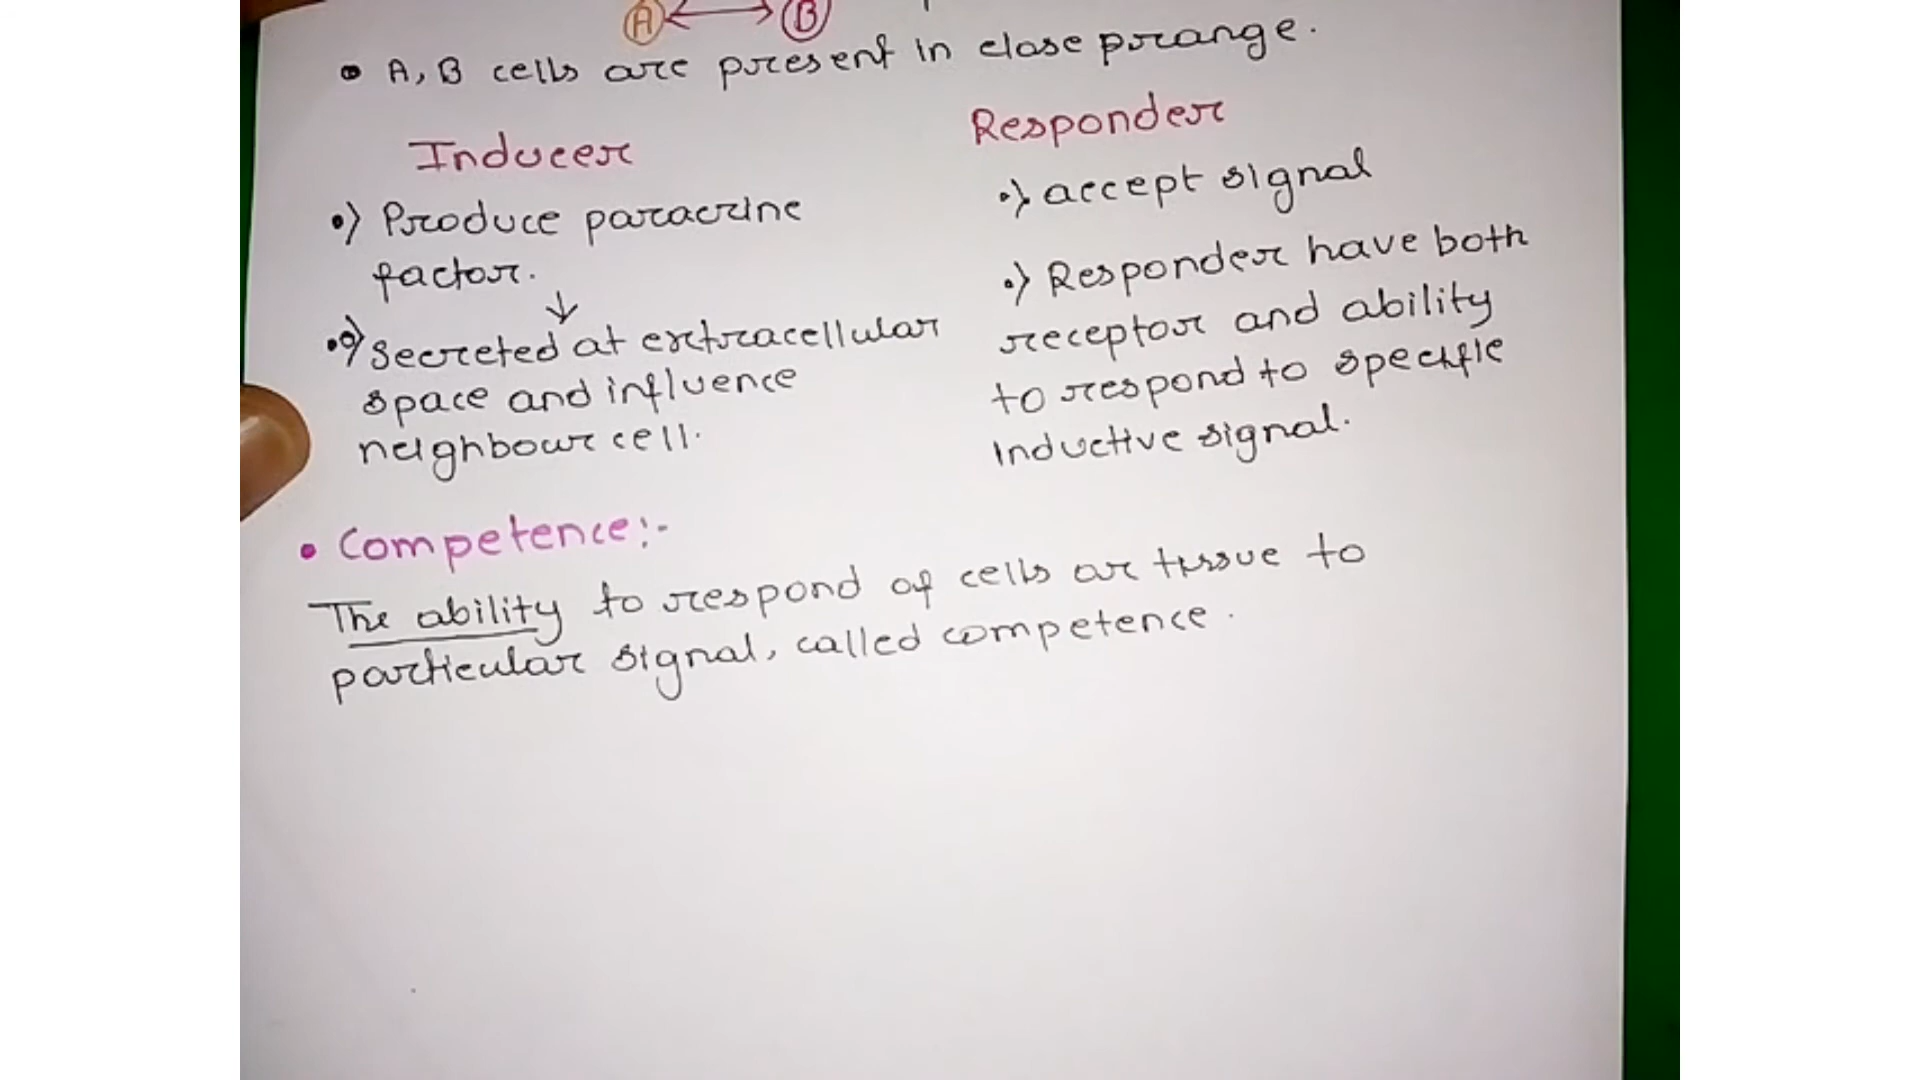 A B
• A, B cells are present in close prange.
Inducer
•) Produce paracrine
factor.
↓
•) Secreted at extracellular
space and influence
neighbour cell.
Responder
•) accept signal
•) Responder have both
receptor and ability
to respond to specific
Inductive signal.
• Competence:-
The ability to respond of cells or tissue to
particular signal, called competence.